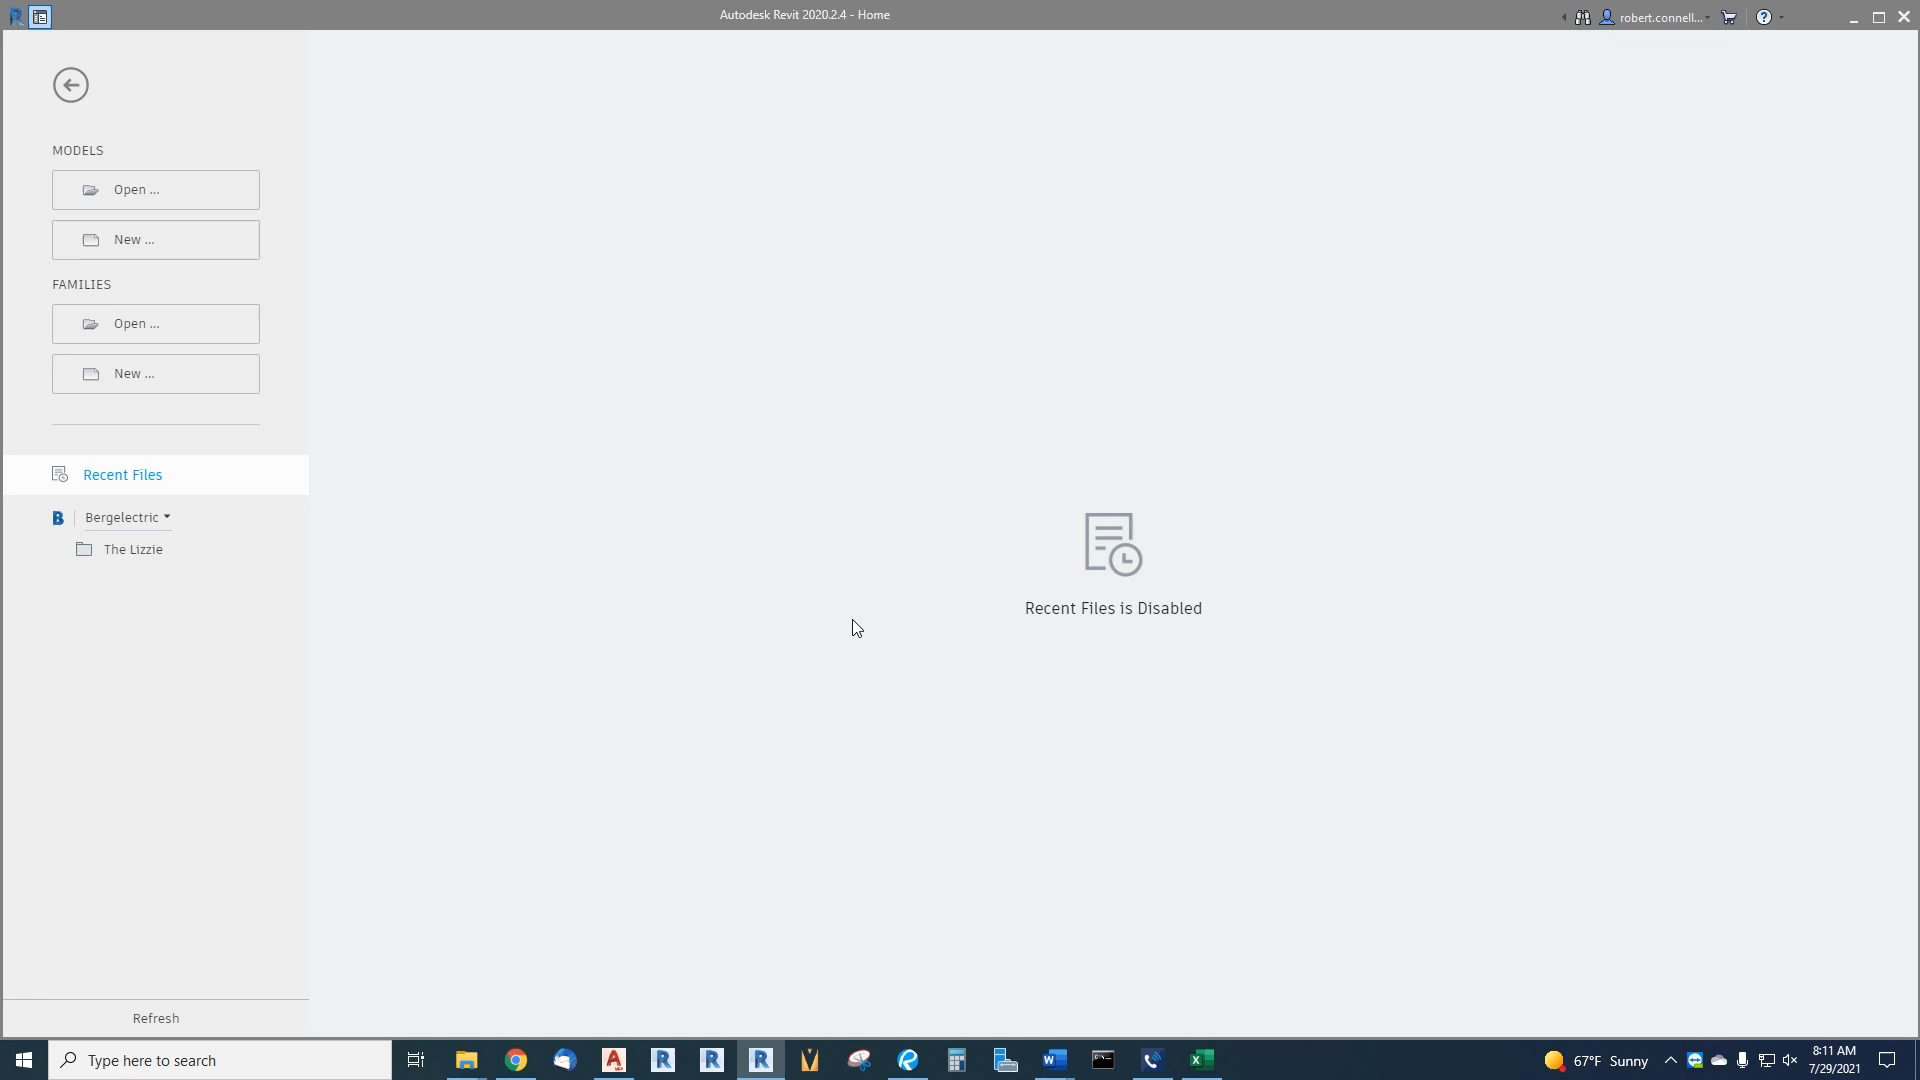 Autodesk Revit 2020.2.4 - Home
robert.connell...
MODELS
Open ...
New ...
FAMILIES
Open ...
New ...
Recent Files
Bergelectric
The Lizzie
Recent Files is Disabled
Refresh
Type here to search
67°F Sunny
8:11 AM
7/29/2021